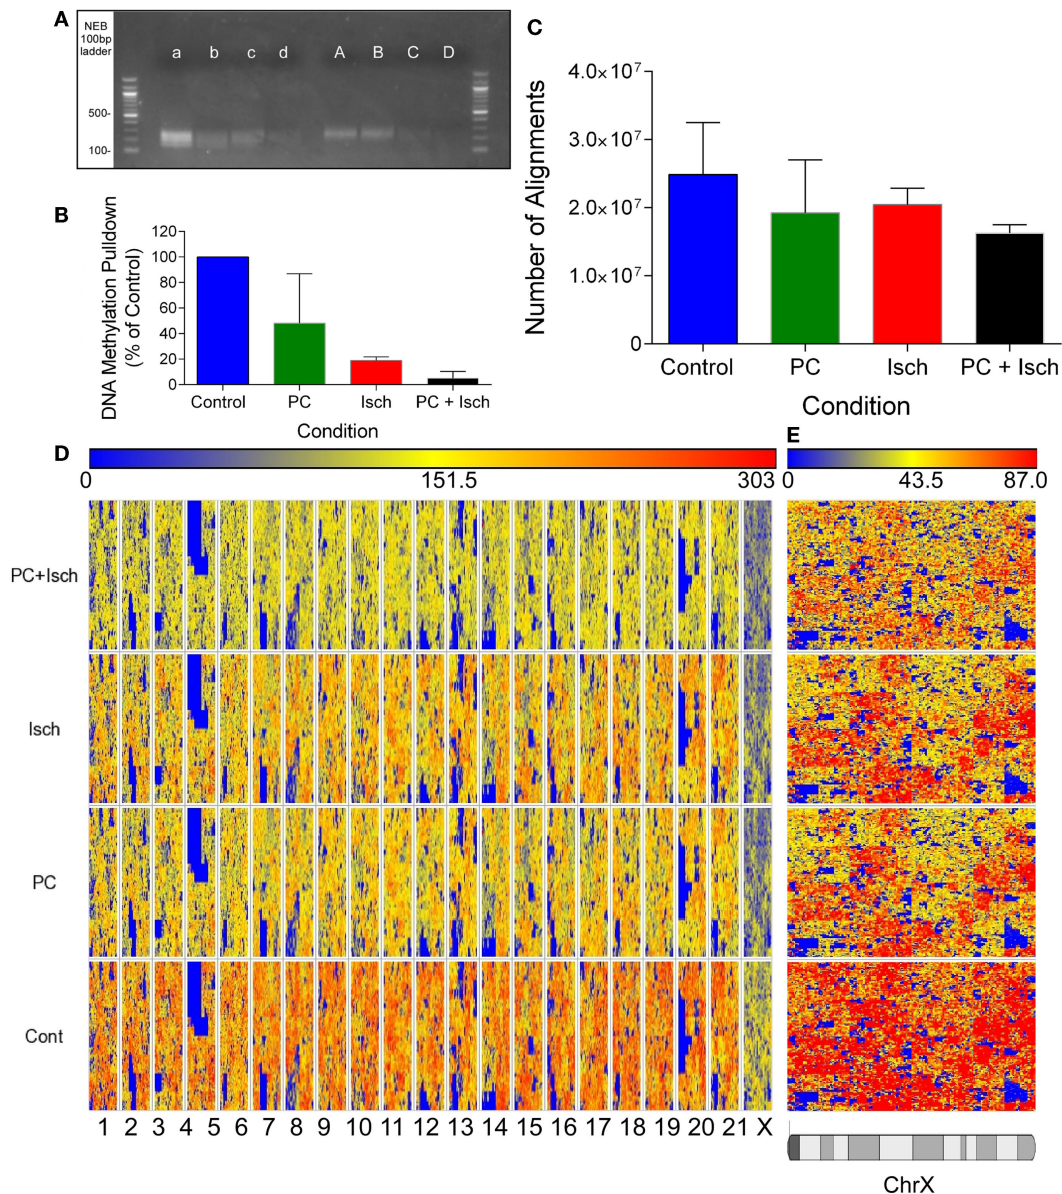 A
NEB
100bp
ladder
a b c d A B C D
500-
100-
B
DNA Methylation Pulldown
(% of Control)
120
100
80
60
40
20
0
Control PC Isch PC + Isch
Condition
C
Number of Alignments
4.0×10⁷
3.0×10⁷
2.0×10⁷
1.0×10⁷
0
Control PC Isch PC + Isch
Condition
D
0 151.5 303
PC+Isch
Isch
PC
Cont
1 2 3 4 5 6 7 8 9 10 11 12 13 14 15 16 17 18 19 20 21 X
E
0 43.5 87.0
ChrX